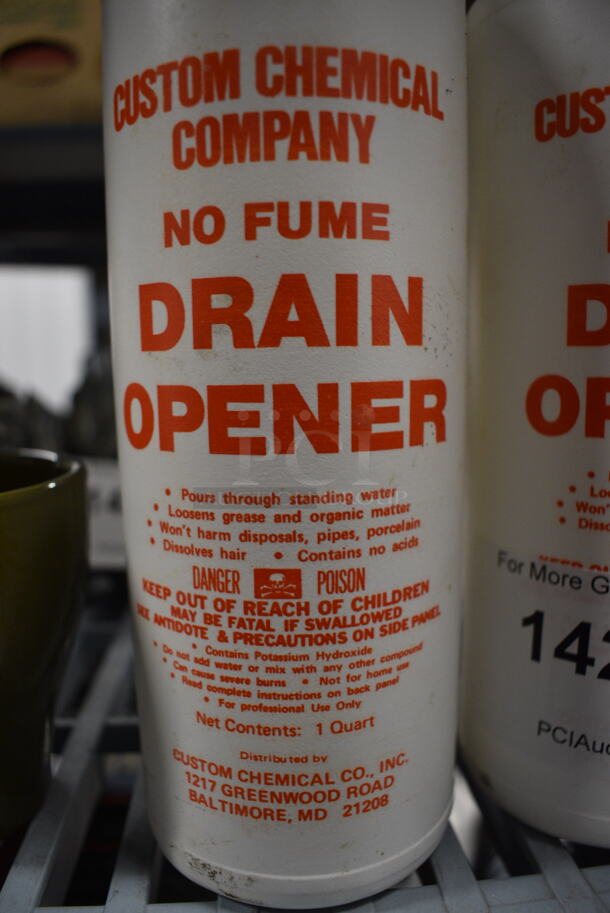 CUSTOM CHEMICAL
COMPANY
NO FUME
DRAIN
OPENER
• Pours through standing water
• Loosens grease and organic matter
• Won't harm disposals, pipes, porcelain
• Dissolves hair • Contains no acids
DANGER POISON
KEEP OUT OF REACH OF CHILDREN
MAY BE FATAL IF SWALLOWED
SEE ANTIDOTE & PRECAUTIONS ON SIDE PANEL
• Contains Potassium Hydroxide
• Do not add water or mix with any other compound
• Can cause severe burns • Not for home use
• Read complete instructions on back panel
• For professional Use Only
Net Contents: 1 Quart
Distributed by
CUSTOM CHEMICAL CO., INC.
1217 GREENWOOD ROAD
BALTIMORE, MD 21208
PCI
CUST
D
OP
• Loo
• Won'
• Disso
For More G
142
PCIAuc